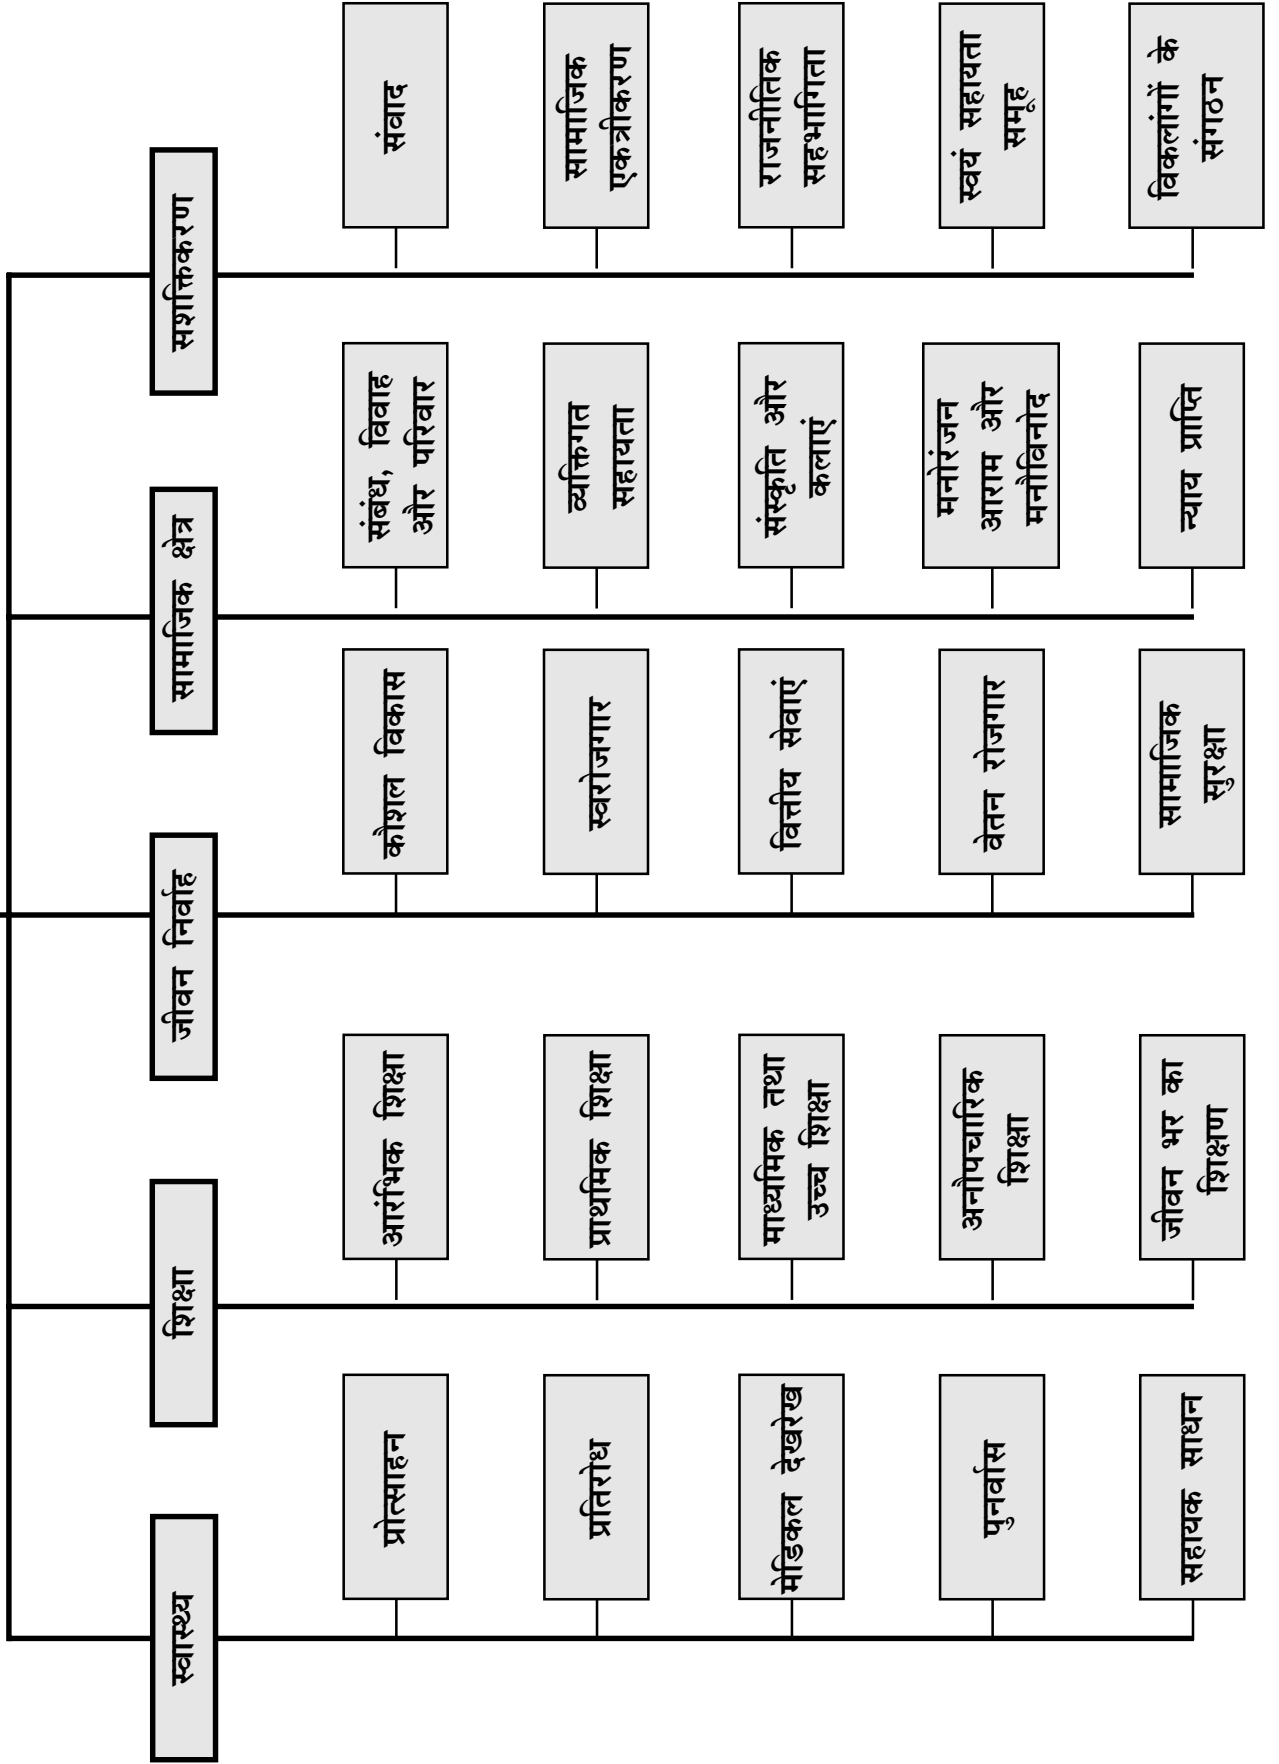 स्वास्थ्य
प्रोत्साहन
प्रतिरोध
मेडिकल देखरेख
पुनर्वास
सहायक साधन
शिक्षा
आरंभिक शिक्षा
प्राथमिक शिक्षा
माध्यमिक तथा
उच्च शिक्षा
अनौपचारिक
शिक्षा
जीवन भर का
शिक्षण
जीवन निर्वाह
कौशल विकास
स्वरोजगार
वित्तीय सेवाएं
वेतन रोजगार
सामाजिक
सुरक्षा
सामाजिक क्षेत्र
संबंध, विवाह
और परिवार
व्यक्तिगत
सहायता
संस्कृति और
कलाएं
मनोरंजन
आराम और
मनोविनोद
न्याय प्राप्ति
सशक्तिकरण
संवाद
सामाजिक
एकत्रीकरण
राजनीतिक
सहभागिता
स्वयं सहायता
समूह
विकलांगों के
संगठन